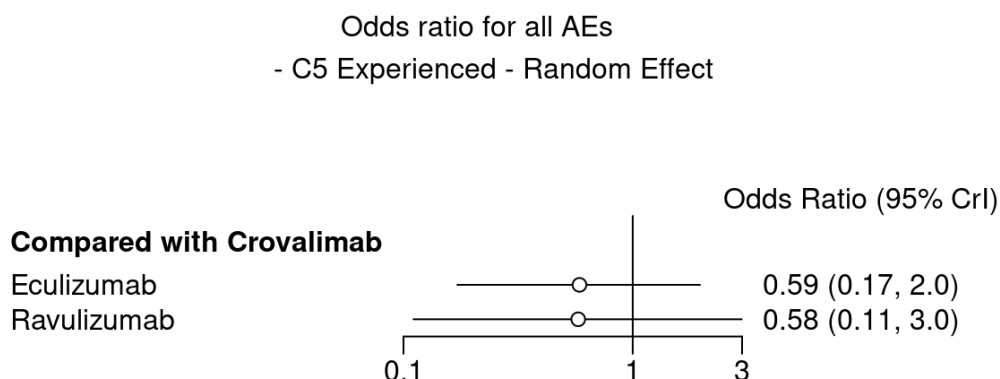 Odds ratio for all AEs
- C5 Experienced - Random Effect
Odds Ratio (95% CrI)
Compared with Crovalimab
Eculizumab 0.59 (0.17, 2.0)
Ravulizumab 0.58 (0.11, 3.0)
0.1 1 3